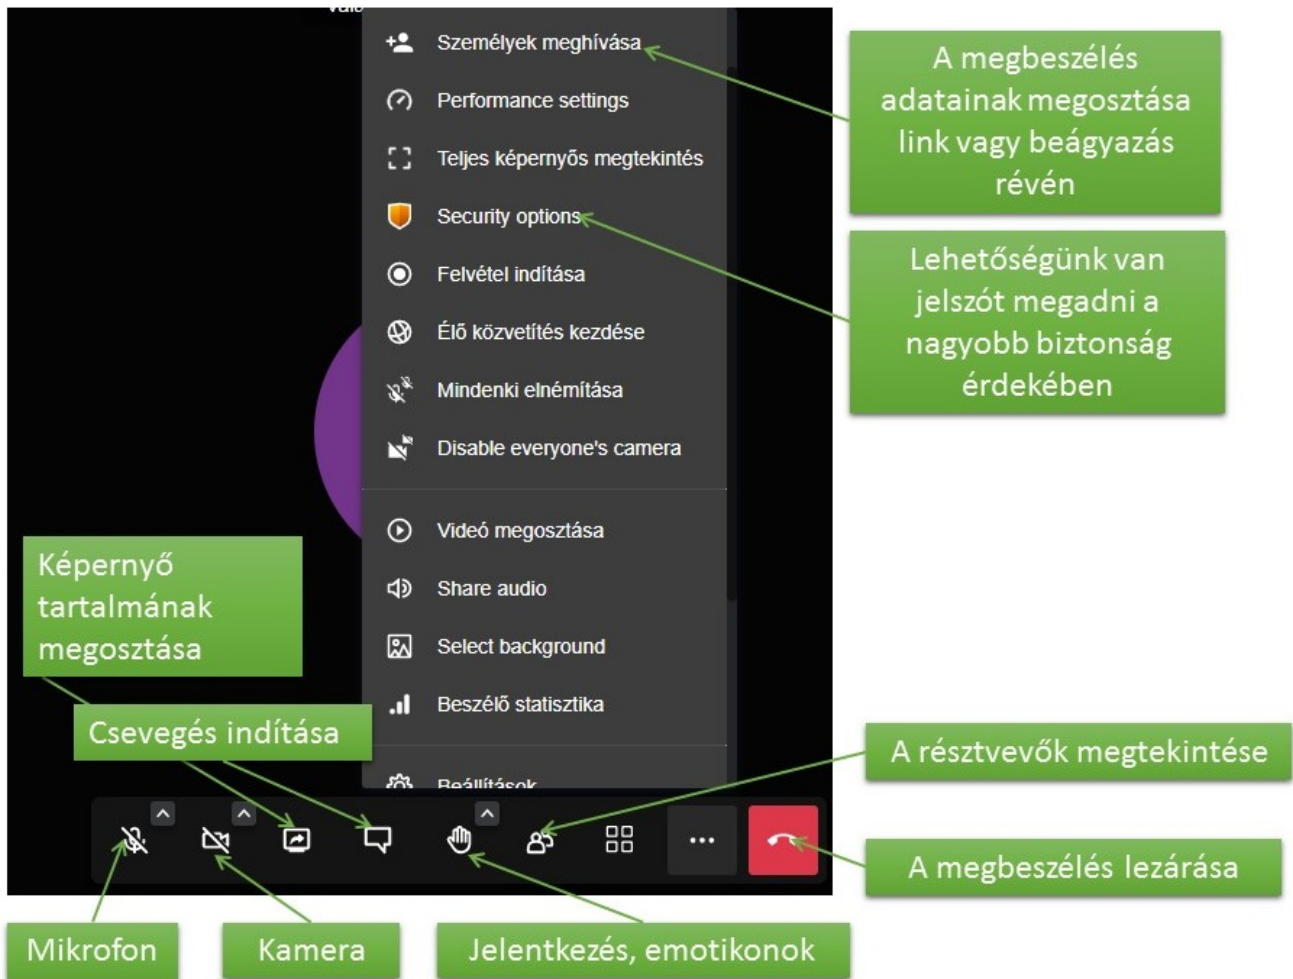 Személyek meghívása
Performance settings
Teljes képernyős megtekintés
Security options
Felvétel indítása
Élő közvetítés kezdése
Mindenki elnémítása
Disable everyone's camera
Videó megosztása
Share audio
Select background
Beszélő statisztika
Beállítások
A megbeszélés
adatainak megosztása
link vagy beágyazás
révén
Lehetőségünk van
jelszót megadni a
nagyobb biztonság
érdekében
Képernyő
tartalmának
megosztása
Csevegés indítása
A résztvevők megtekintése
A megbeszélés lezárása
Mikrofon
Kamera
Jelentkezés, emotikonok